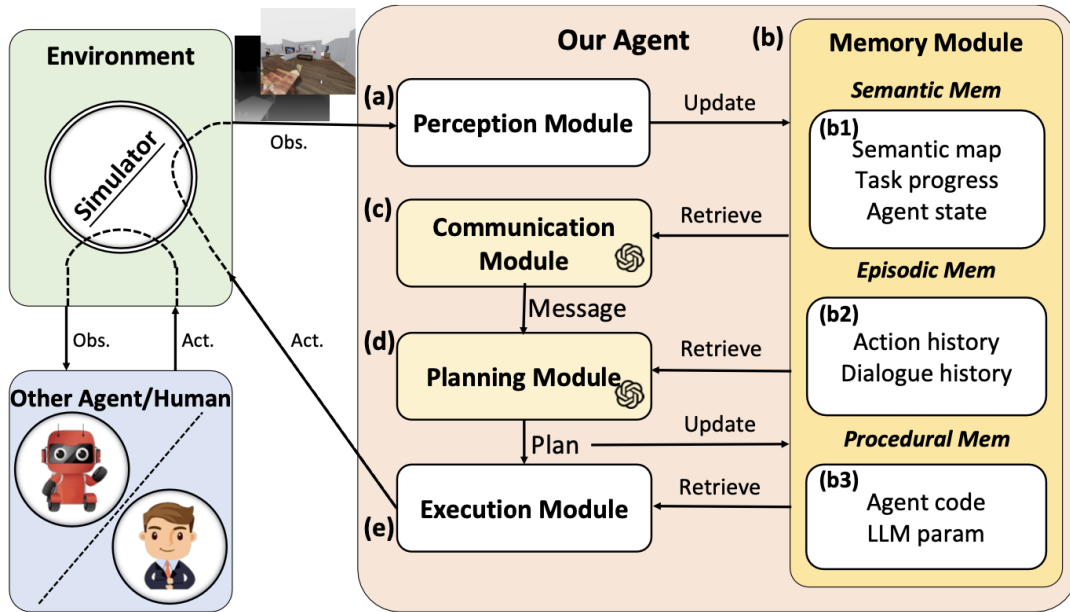 Environment
Simulator
Obs.
Act.
Other Agent/Human
Obs.
Act.
Our Agent
(a)
Perception Module
Update
(c)
Communication
Module
Retrieve
Message
(d)
Planning Module
Retrieve
Plan
Update
(e)
Execution Module
Retrieve
(b)
Memory Module
Semantic Mem
(b1)
Semantic map
Task progress
Agent state
Episodic Mem
(b2)
Action history
Dialogue history
Procedural Mem
(b3)
Agent code
LLM param